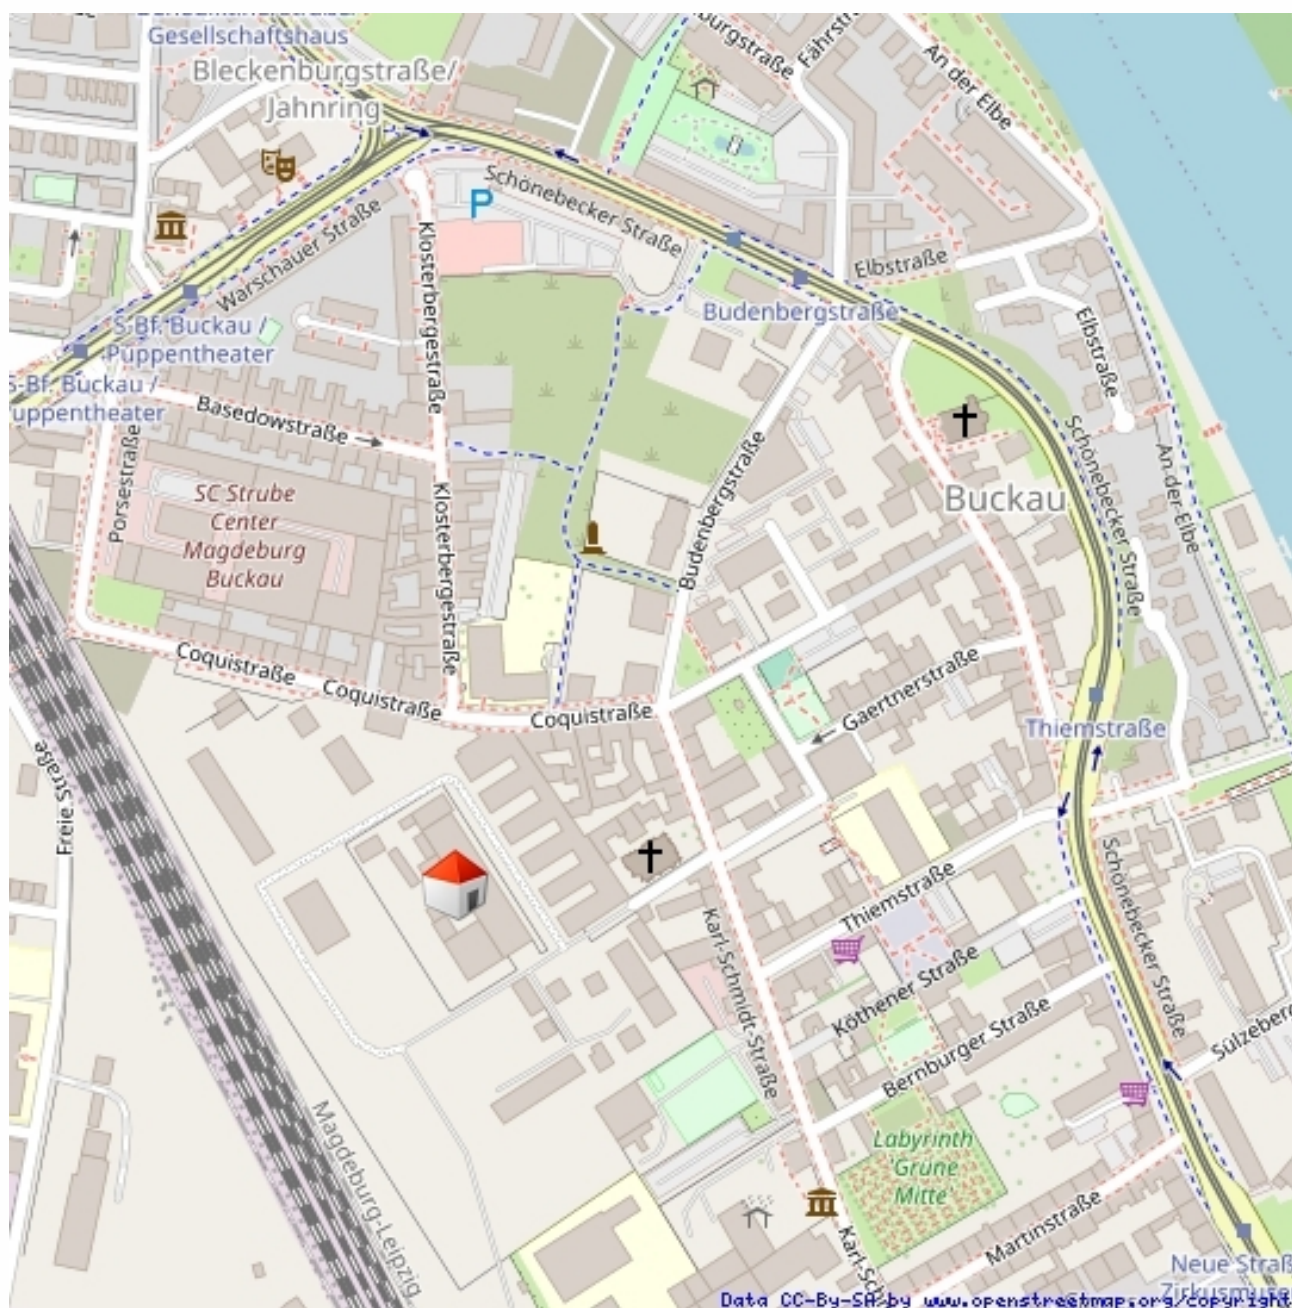 Gesellschaftshaus
Bleckenburgstraße/
Jahnring
An der Elbe
P
Schönebecker Straße
Warschauer Straße
Klosterbergestraße
Elbstraße
Budenbergstraße
S-Bf. Buckau /
Puppentheater
S-Bf. Buckau /
uppentheater
Elbstraße
Basedowstraße
Porsestraße
SC Strube
Center
Magdeburg
Buckau
Klosterbergestraße
Budenbergstraße
Buckau
Schönebecker Straße
An der Elbe
Coquistraße
Coquistraße
Coquistraße
Gaertnerstraße
Thiemstraße
Freie Straße
Schönebecker Straße
Thiemstraße
Karl-Schmidt-Straße
Köthener Straße
Bernburger Straße
Magdeburg-Leipzig
Labyrinth
'Grüne
Mitte'
Martinstraße
Karl-Sch
Neue Straß
Data CC-By-SA by www.openstreetmap.org/copyright